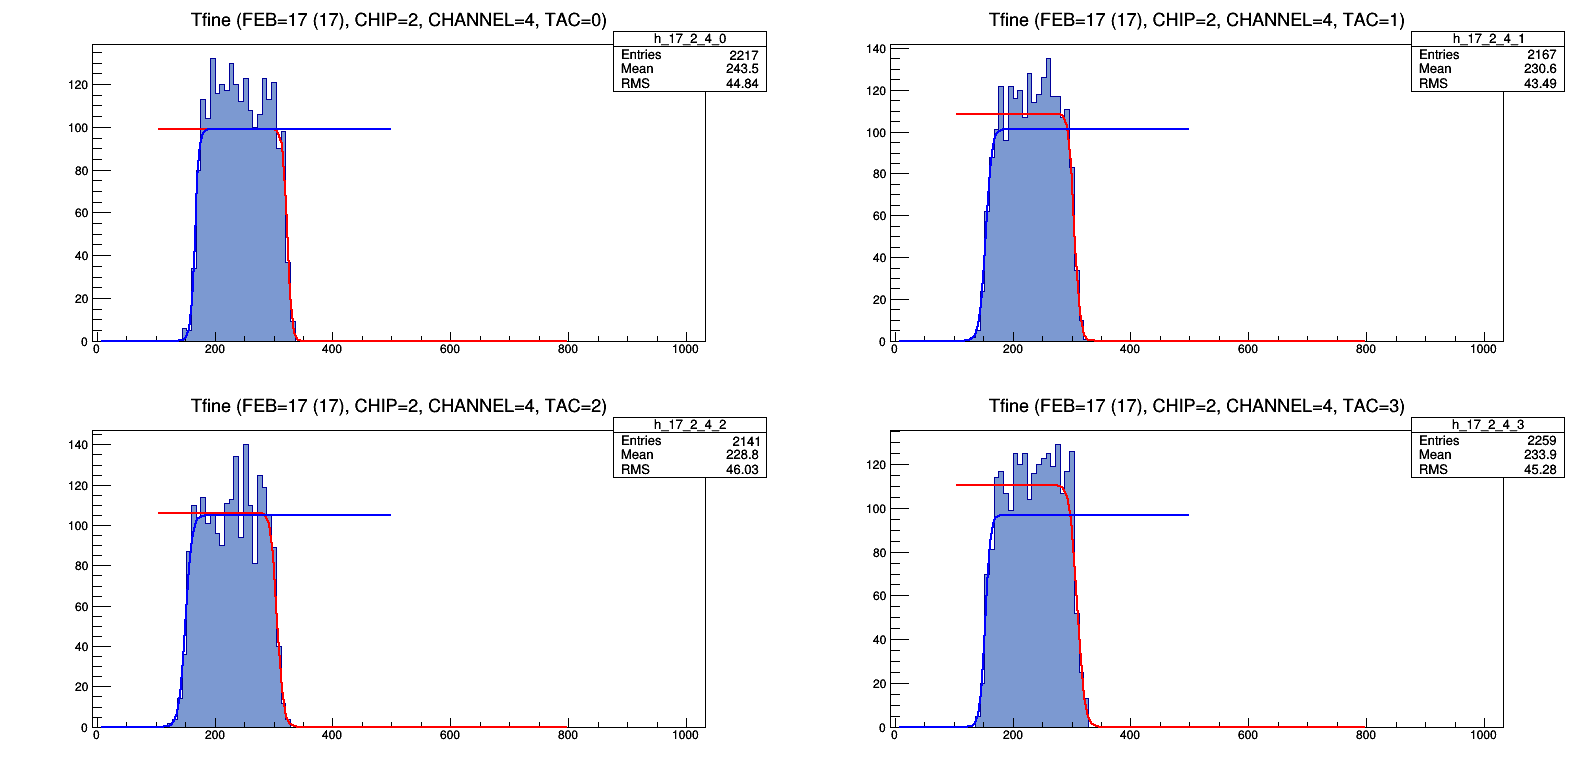 Tfine (FEB=17 (17), CHIP=2, CHANNEL=4, TAC=0)
h_17_2_4_0
Entries 2217
Mean 243.5
RMS 44.84
120
100
80
60
40
20
0
0 200 400 600 800 1000
Tfine (FEB=17 (17), CHIP=2, CHANNEL=4, TAC=1)
h_17_2_4_1
Entries 2167
Mean 230.6
RMS 43.49
140
120
100
80
60
40
20
0
0 200 400 600 800 1000
Tfine (FEB=17 (17), CHIP=2, CHANNEL=4, TAC=2)
h_17_2_4_2
Entries 2141
Mean 228.8
RMS 46.03
140
120
100
80
60
40
20
0
0 200 400 600 800 1000
Tfine (FEB=17 (17), CHIP=2, CHANNEL=4, TAC=3)
h_17_2_4_3
Entries 2259
Mean 233.9
RMS 45.28
120
100
80
60
40
20
0
0 200 400 600 800 1000